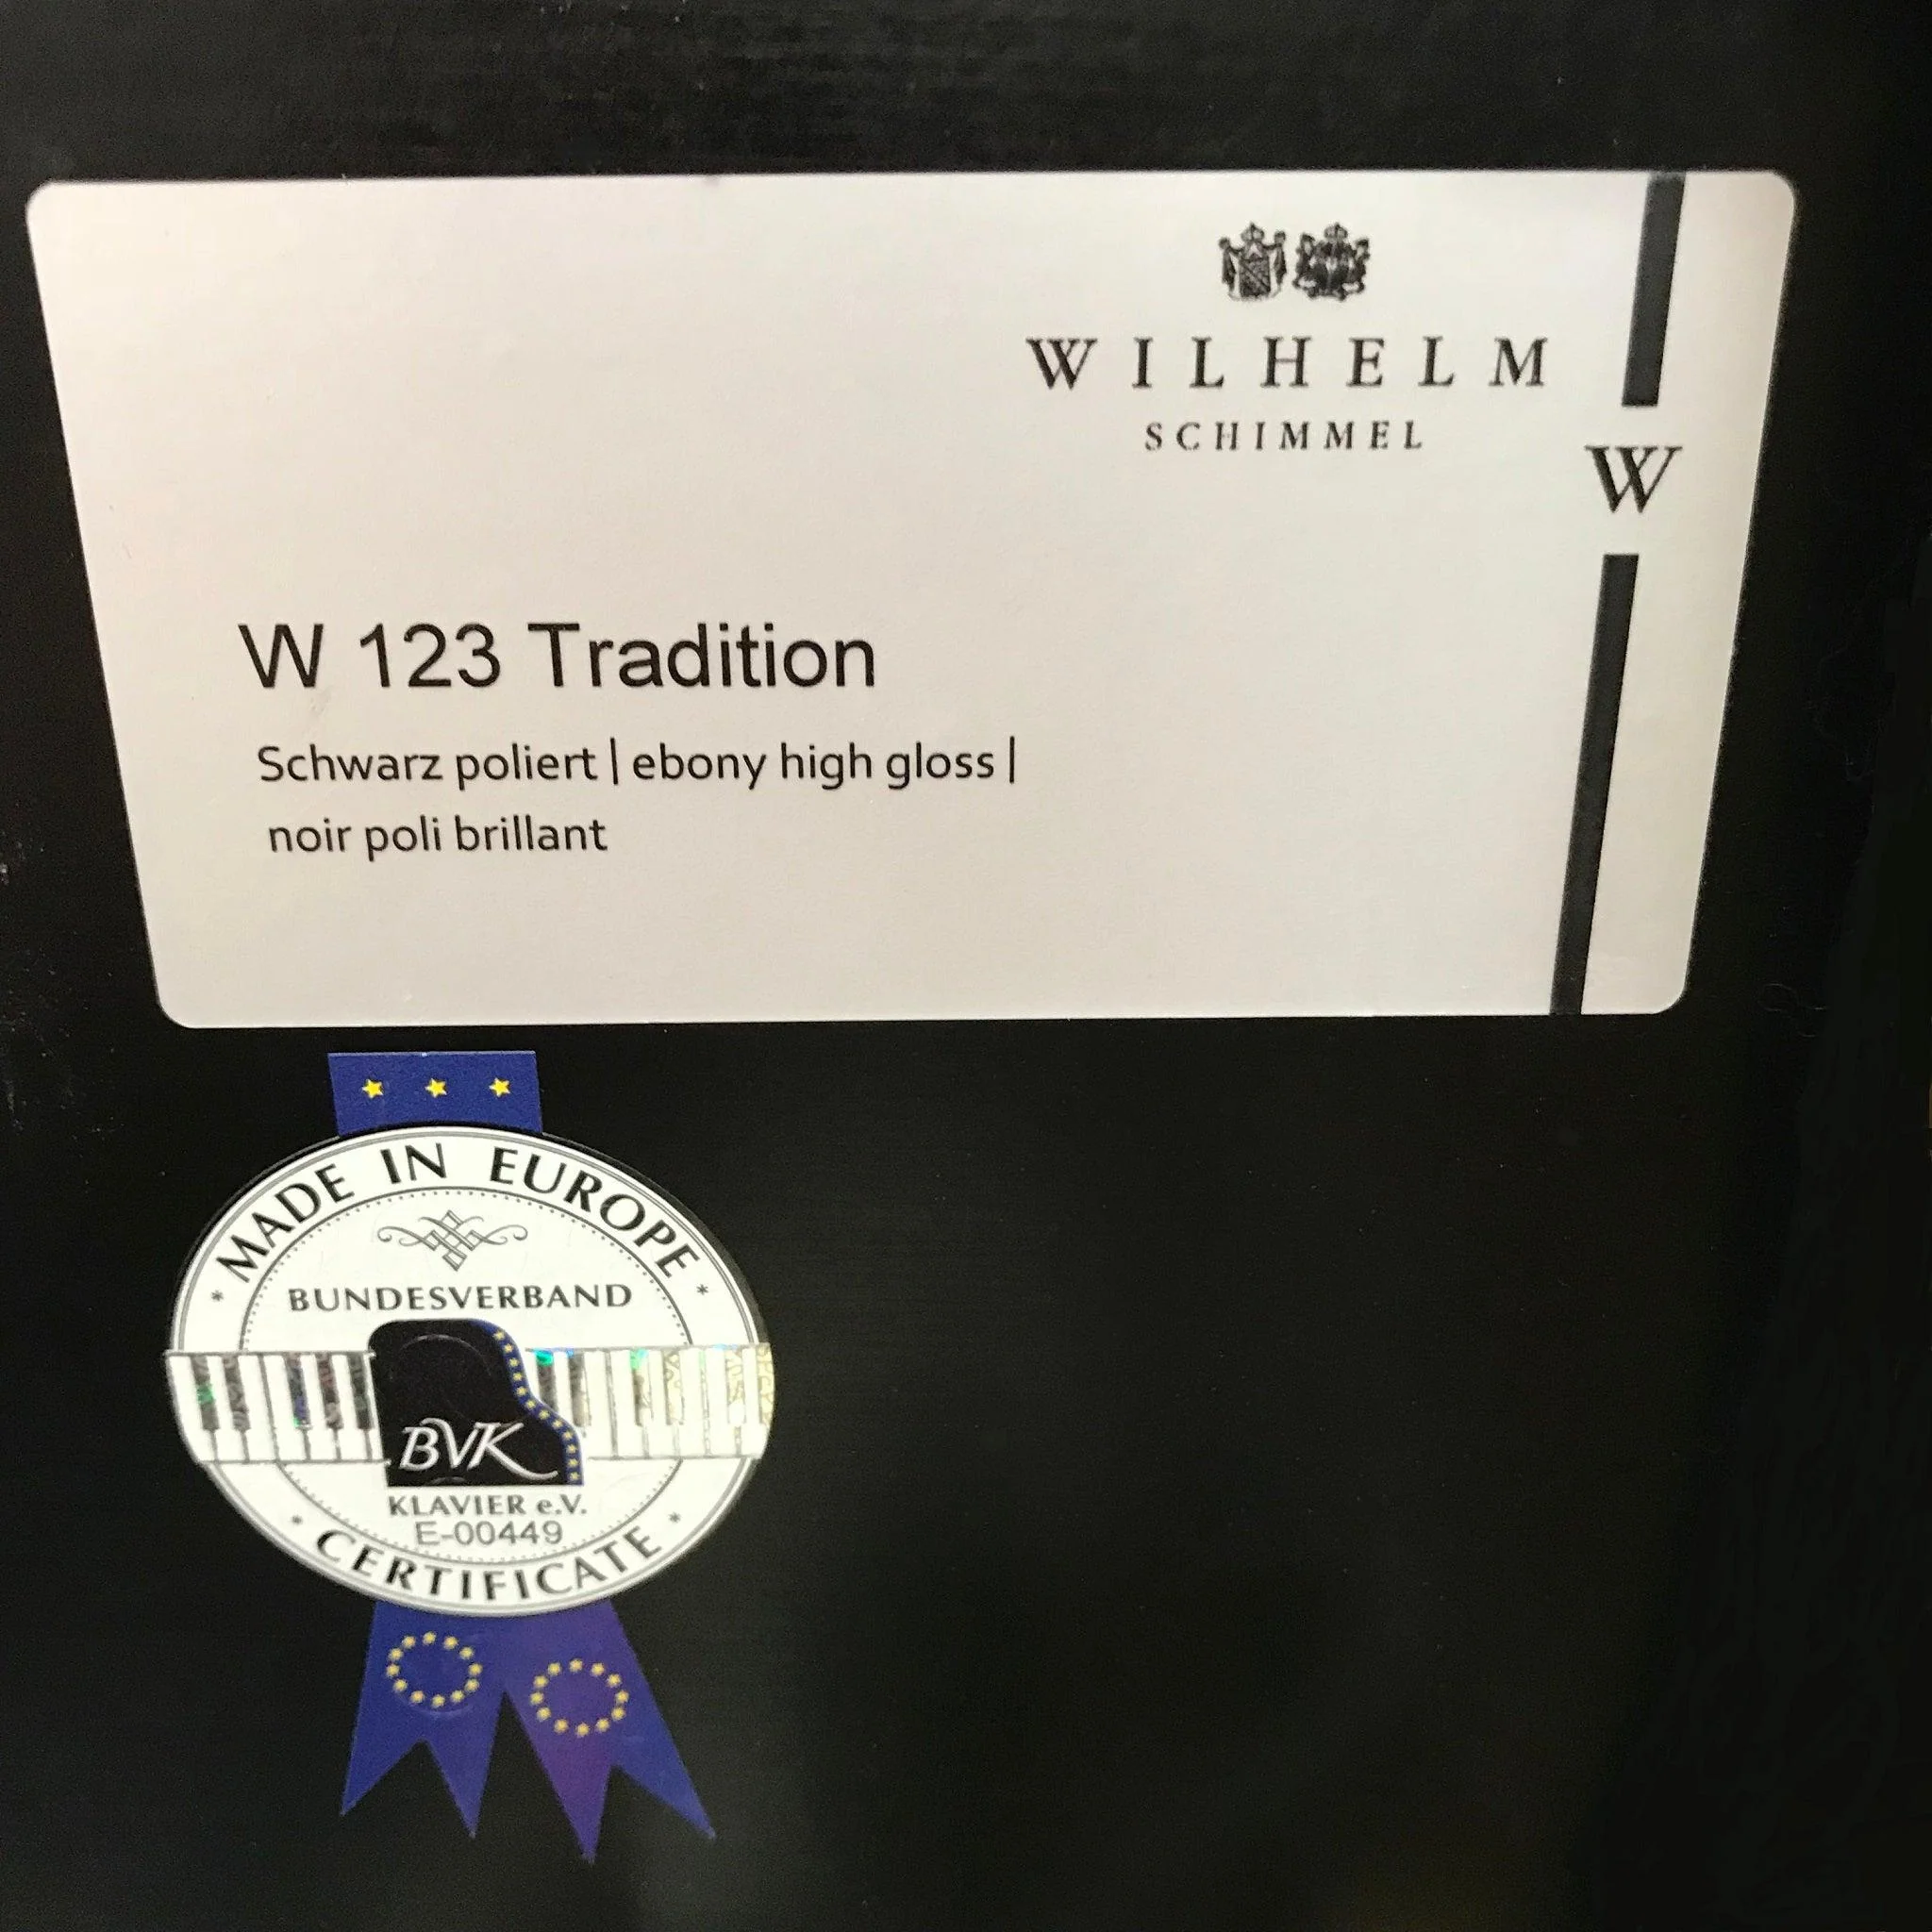 WILHELM
SCHIMMEL
W
W 123 Tradition
Schwarz poliert | ebony high gloss |
noir poli brillant
* MADE IN EUROPE *
BUNDESVERBAND
BVK
KLAVIER e.V.
E-00449
* CERTIFICATE *